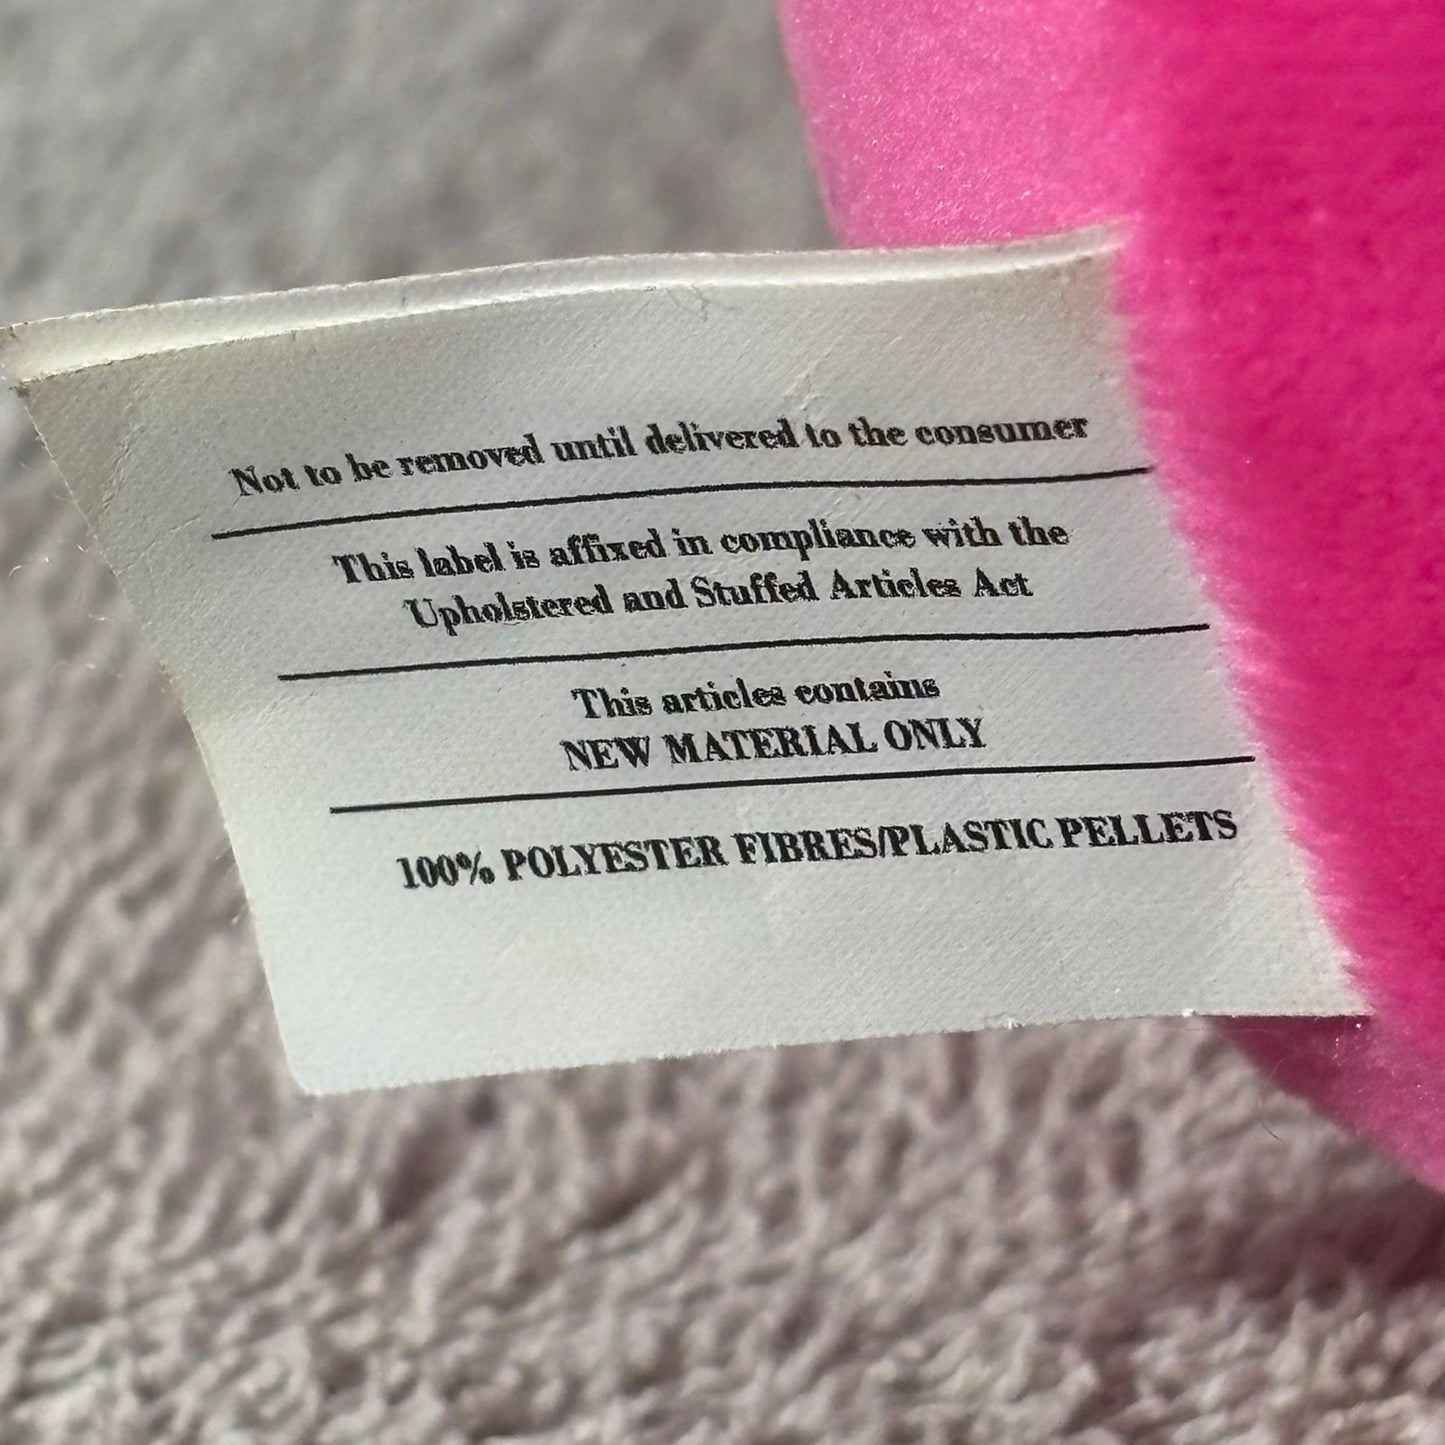 Not to be removed until delivered to the consumer
This label is affixed in compliance with the
Upholstered and Stuffed Articles Act
This articles contains
NEW MATERIAL ONLY
100% POLYESTER FIBRES/PLASTIC PELLETS